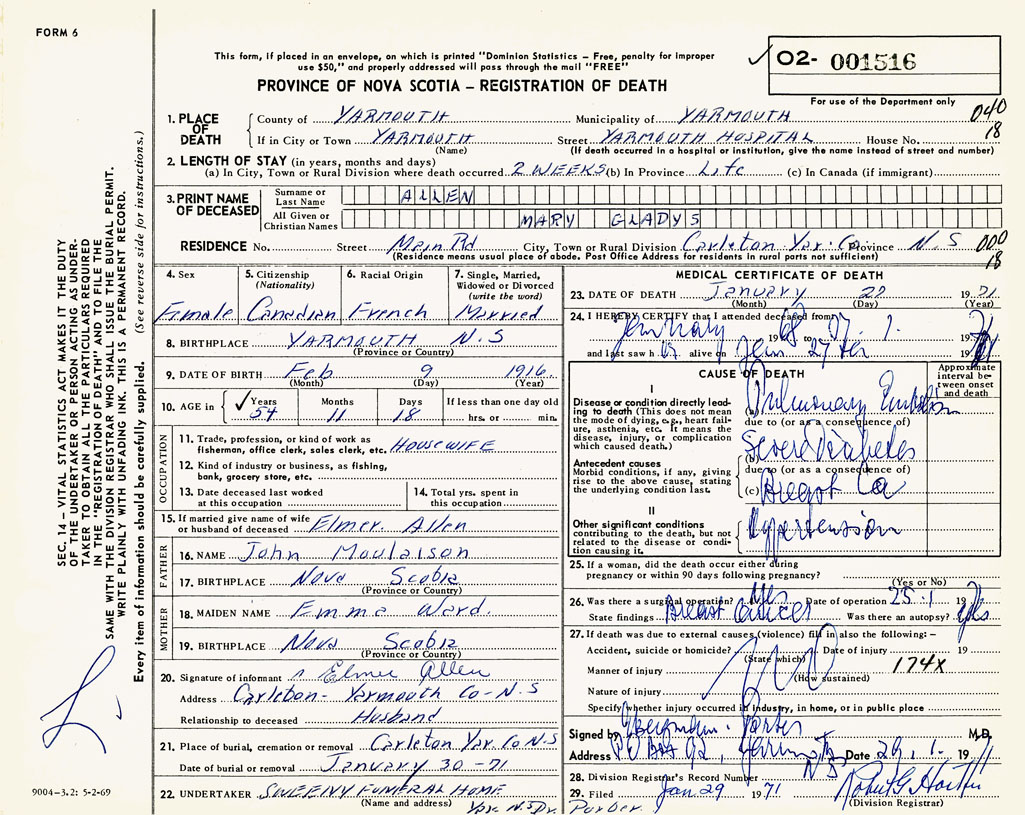 FORM 6
This form, if placed in an envelope, on which is printed "Dominion Statistics — Free, penalty for improper
use $50," and properly addressed will pass through the mail "FREE"
02- 001516
PROVINCE OF NOVA SCOTIA — REGISTRATION OF DEATH
For use of the Department only
1. PLACE OF DEATH
County of YARMOUTH Municipality of YARMOUTH 040
If in City or Town YARMOUTH Street YARMOUTH HOSPITAL House No. 18
(Name) (If death occurred in a hospital or institution, give the name instead of street and number)
2. LENGTH OF STAY (in years, months and days)
(a) In City, Town or Rural Division where death occurred 2 WEEKS (b) In Province Life (c) In Canada (if immigrant)
3. PRINT NAME OF DECEASED
Surname or Last Name ALLEN
All Given or Christian Names MARY GLADYS
RESIDENCE No. Street Main Rd City, Town or Rural Division Carleton Yar. Co. Province N.S 000
(Residence means usual place of abode. Post Office Address for residents in rural parts not sufficient) 18
4. Sex
Female
5. Citizenship (Nationality)
Canadian
6. Racial Origin
French
7. Single, Married, Widowed or Divorced (write the word)
Married
8. BIRTHPLACE YARMOUTH N.S
(Province or Country)
9. DATE OF BIRTH Feb 9 1916
(Month) (Day) (Year)
10. AGE in Years Months Days If less than one day old
54 11 18 hrs. or min.
OCCUPATION
11. Trade, profession, or kind of work as
fisherman, office clerk, sales clerk, etc. HOUSEWIFE
12. Kind of industry or business, as fishing,
bank, grocery store, etc.
13. Date deceased last worked
at this occupation
14. Total yrs. spent in
this occupation
15. If married give name of wife
or husband of deceased Elmer Allen
FATHER
16. NAME John Moulaison
17. BIRTHPLACE Nova Scotia
(Province or Country)
MOTHER
18. MAIDEN NAME Emma Ward.
19. BIRTHPLACE Nova Scotia
(Province or Country)
20. Signature of informant Elmer Allen
Address Carleton - Yarmouth Co - N.S
Relationship to deceased Husband
21. Place of burial, cremation or removal Carleton Yar. Co N.S
Date of burial or removal January 30 - 71
22. UNDERTAKER SWEENY FUNERAL HOME
(Name and address) Yar. N.S
MEDICAL CERTIFICATE OF DEATH
23. DATE OF DEATH January 27 1971
(Month) (Day) (Year)
24. I HEREBY CERTIFY that I attended deceased from
January 1968 to 27. 1. 1971
and last saw her alive on Jan 27 1971
CAUSE OF DEATH
Approximate interval between onset and death
I
Disease or condition directly leading to death (This does not mean the mode of dying, e.g., heart failure, asthenia, etc. It means the disease, injury, or complication which caused death.
(a) Pulmonary Embolism
due to (or as a consequence of)
Antecedent causes
Morbid conditions, if any, giving rise to the above cause, stating the underlying condition last.
(b) Severe Diabetes
due to (or as a consequence of)
(c) Breast Ca
II
Other significant conditions
contributing to the death, but not related to the disease or condition causing it.
Hypertension
25. If a woman, did the death occur either during
pregnancy or within 90 days following pregnancy?
(Yes or No)
26. Was there a surgical operation? Yes Date of operation 25 : 1 19 7
State findings Breast Cancer Was there an autopsy? Yes
27. If death was due to external causes (violence) fill in also the following:—
Accident, suicide or homicide? Date of injury 19
(State which)
Manner of injury 174X
(How sustained)
Nature of injury
Specify whether injury occurred in industry, in home, or in public place
Signed by M.D.
Address PO Box 92, Yarmouth Date 29. 1. 1971
28. Division Registrar's Record Number NS
29. Filed Jan 29 1971
(Division Registrar)
SEC. 14 — VITAL STATISTICS ACT MAKES IT THE DUTY
OF THE UNDERTAKER OR PERSON ACTING AS UNDER-
TAKER TO OBTAIN ALL THE PARTICULARS REQUIRED
IN THE "REGISTRATION OF DEATH" AND TO FILE THE
SAME WITH THE DIVISION REGISTRAR WHO SHALL ISSUE THE BURIAL PERMIT.
WRITE PLAINLY WITH UNFADING INK. THIS IS A PERMANENT RECORD.
Every item of information should be carefully supplied. (See reverse side for instructions.)
9004-3.2: 5-2-69